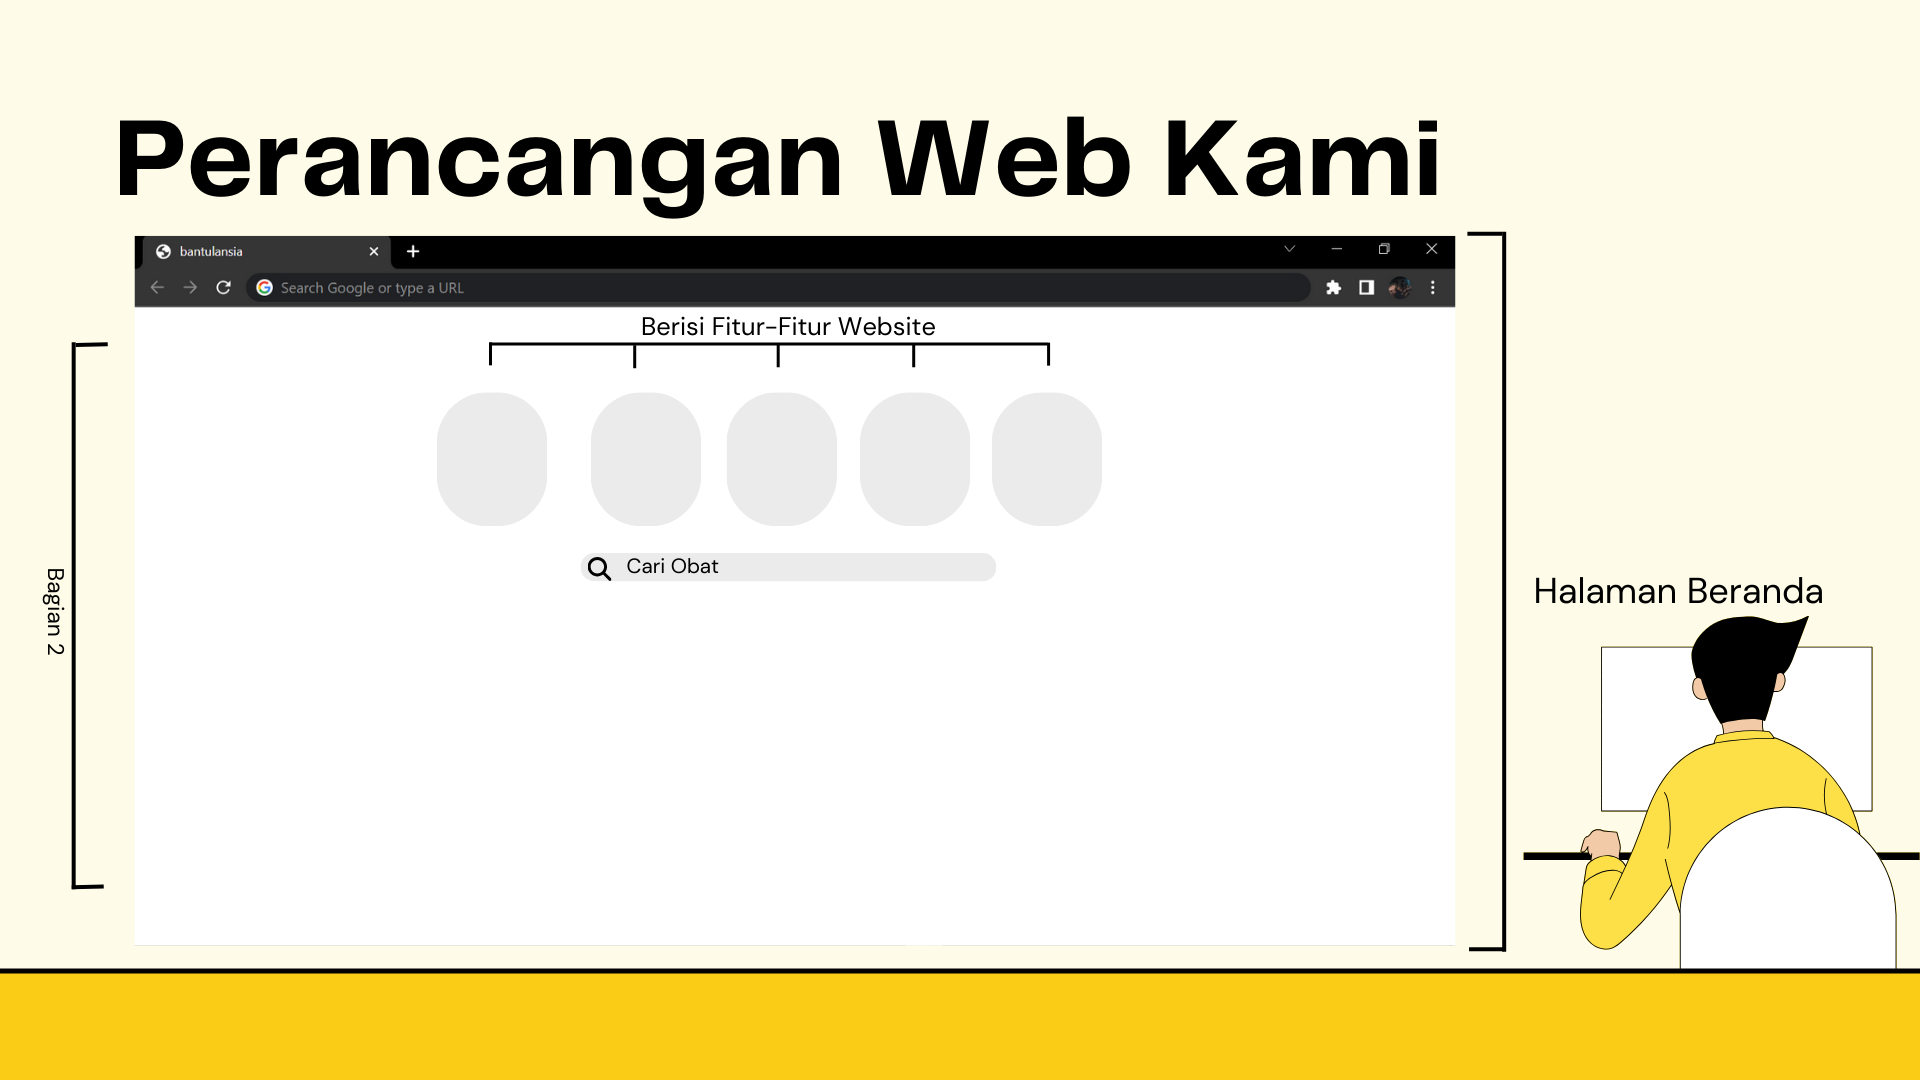 Perancangan Web Kami
bantulansia
Search Google or type a URL
Berisi Fitur-Fitur Website
Cari Obat
Bagian 2
Halaman Beranda